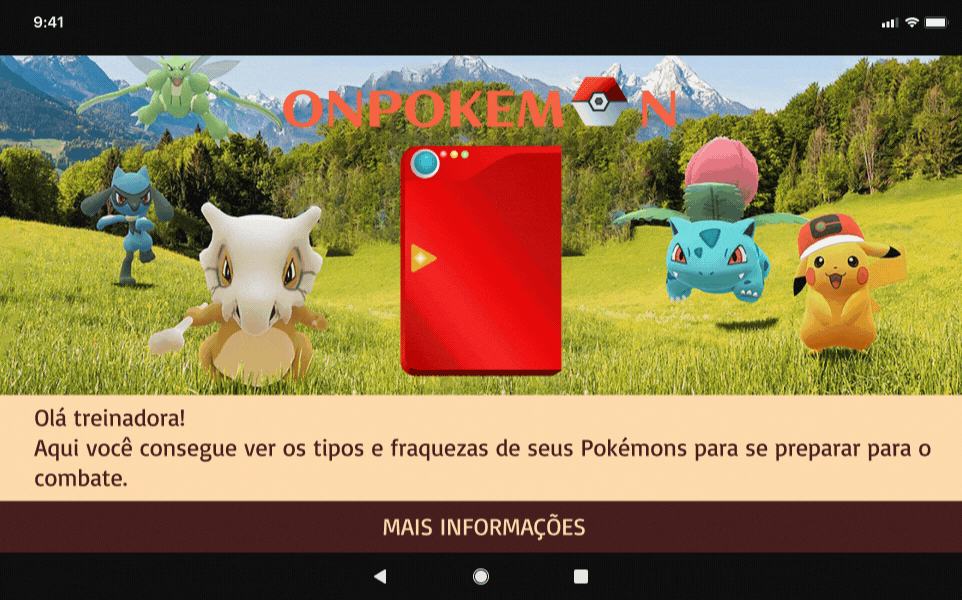 9:41
ONPOKEMON
Olá treinadora!
Aqui você consegue ver os tipos e fraquezas de seus Pokémons para se preparar para o
combate.
MAIS INFORMAÇÕES